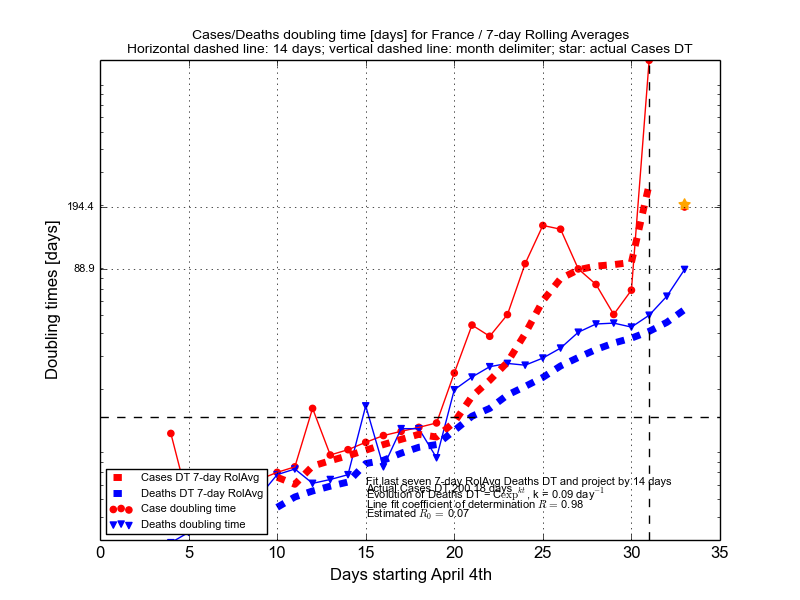 Cases/Deaths doubling time [days] for France / 7-day Rolling Averages
Horizontal dashed line: 14 days; vertical dashed line: month delimiter; star: actual Cases DT
194.4
88.9
Doubling times [days]
Fit last seven 7-day RolAvg Deaths DT and project by 14 days
Actual Cases DT 200.18 days
Evolution of Deaths DT = Cexp^kt, k = 0.09 day^−1
Line fit coefficient of determination R = 0.98
Estimated R_0 = 0.07
Cases DT 7-day RolAvg
Deaths DT 7-day RolAvg
Case doubling time
Deaths doubling time
0 5 10 15 20 25 30 35
Days starting April 4th